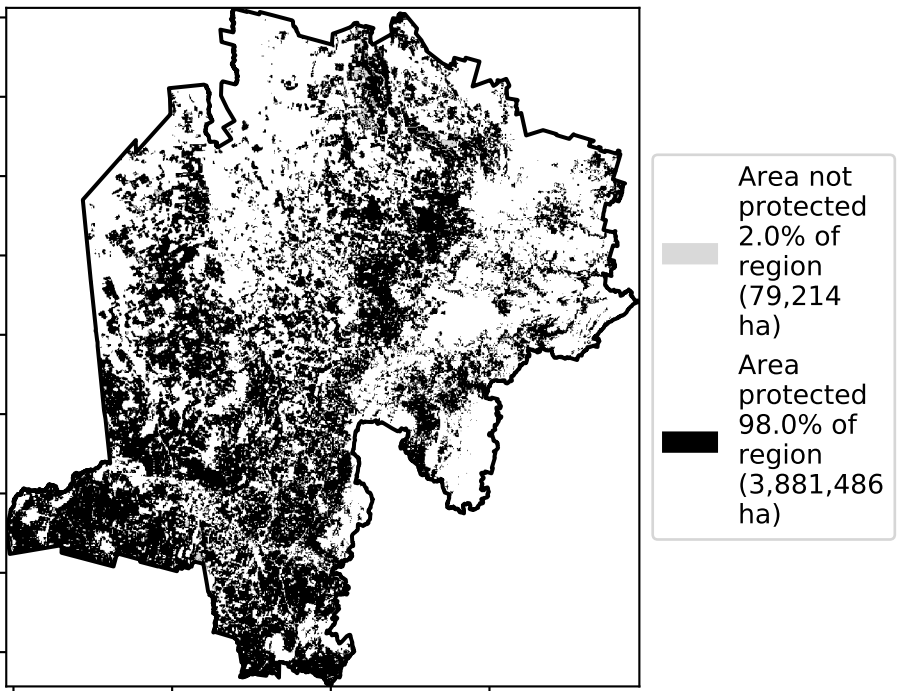 Area not
protected
2.0% of
region
(79,214
ha)
Area
protected
98.0% of
region
(3,881,486
ha)